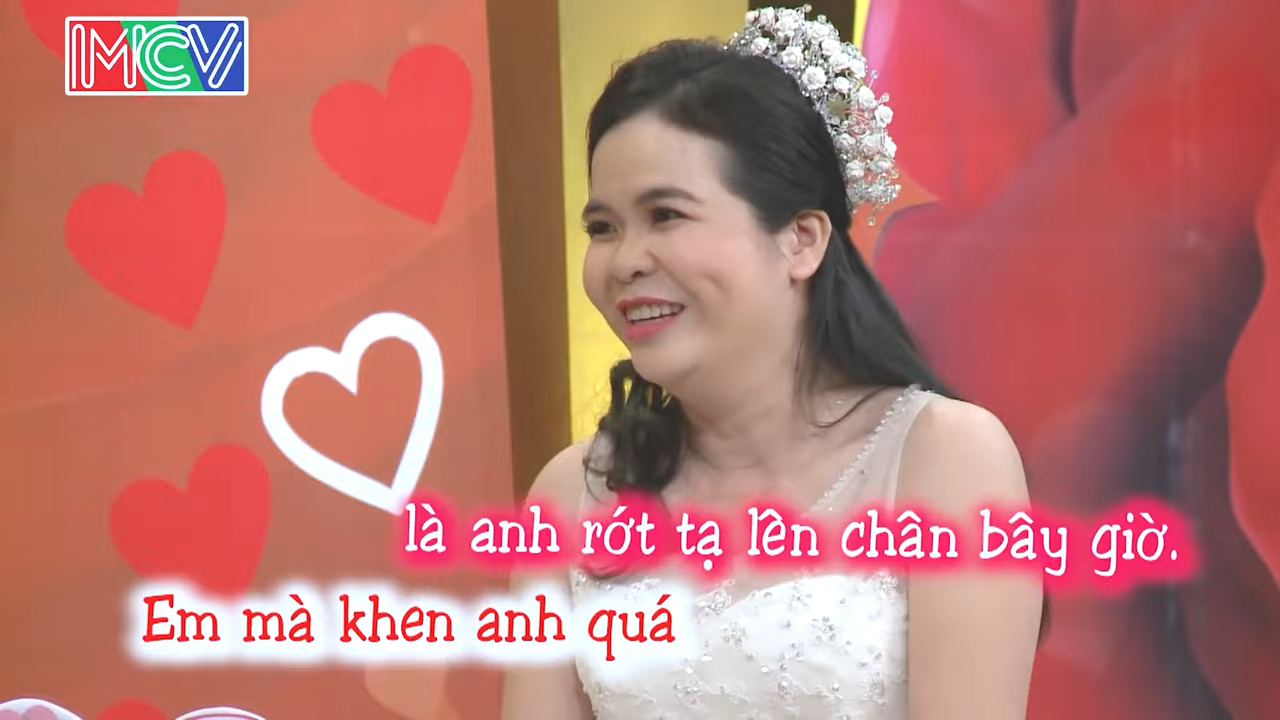 MCV
là anh rớt tạ lên chân bây giờ.
Em mà khen anh quá